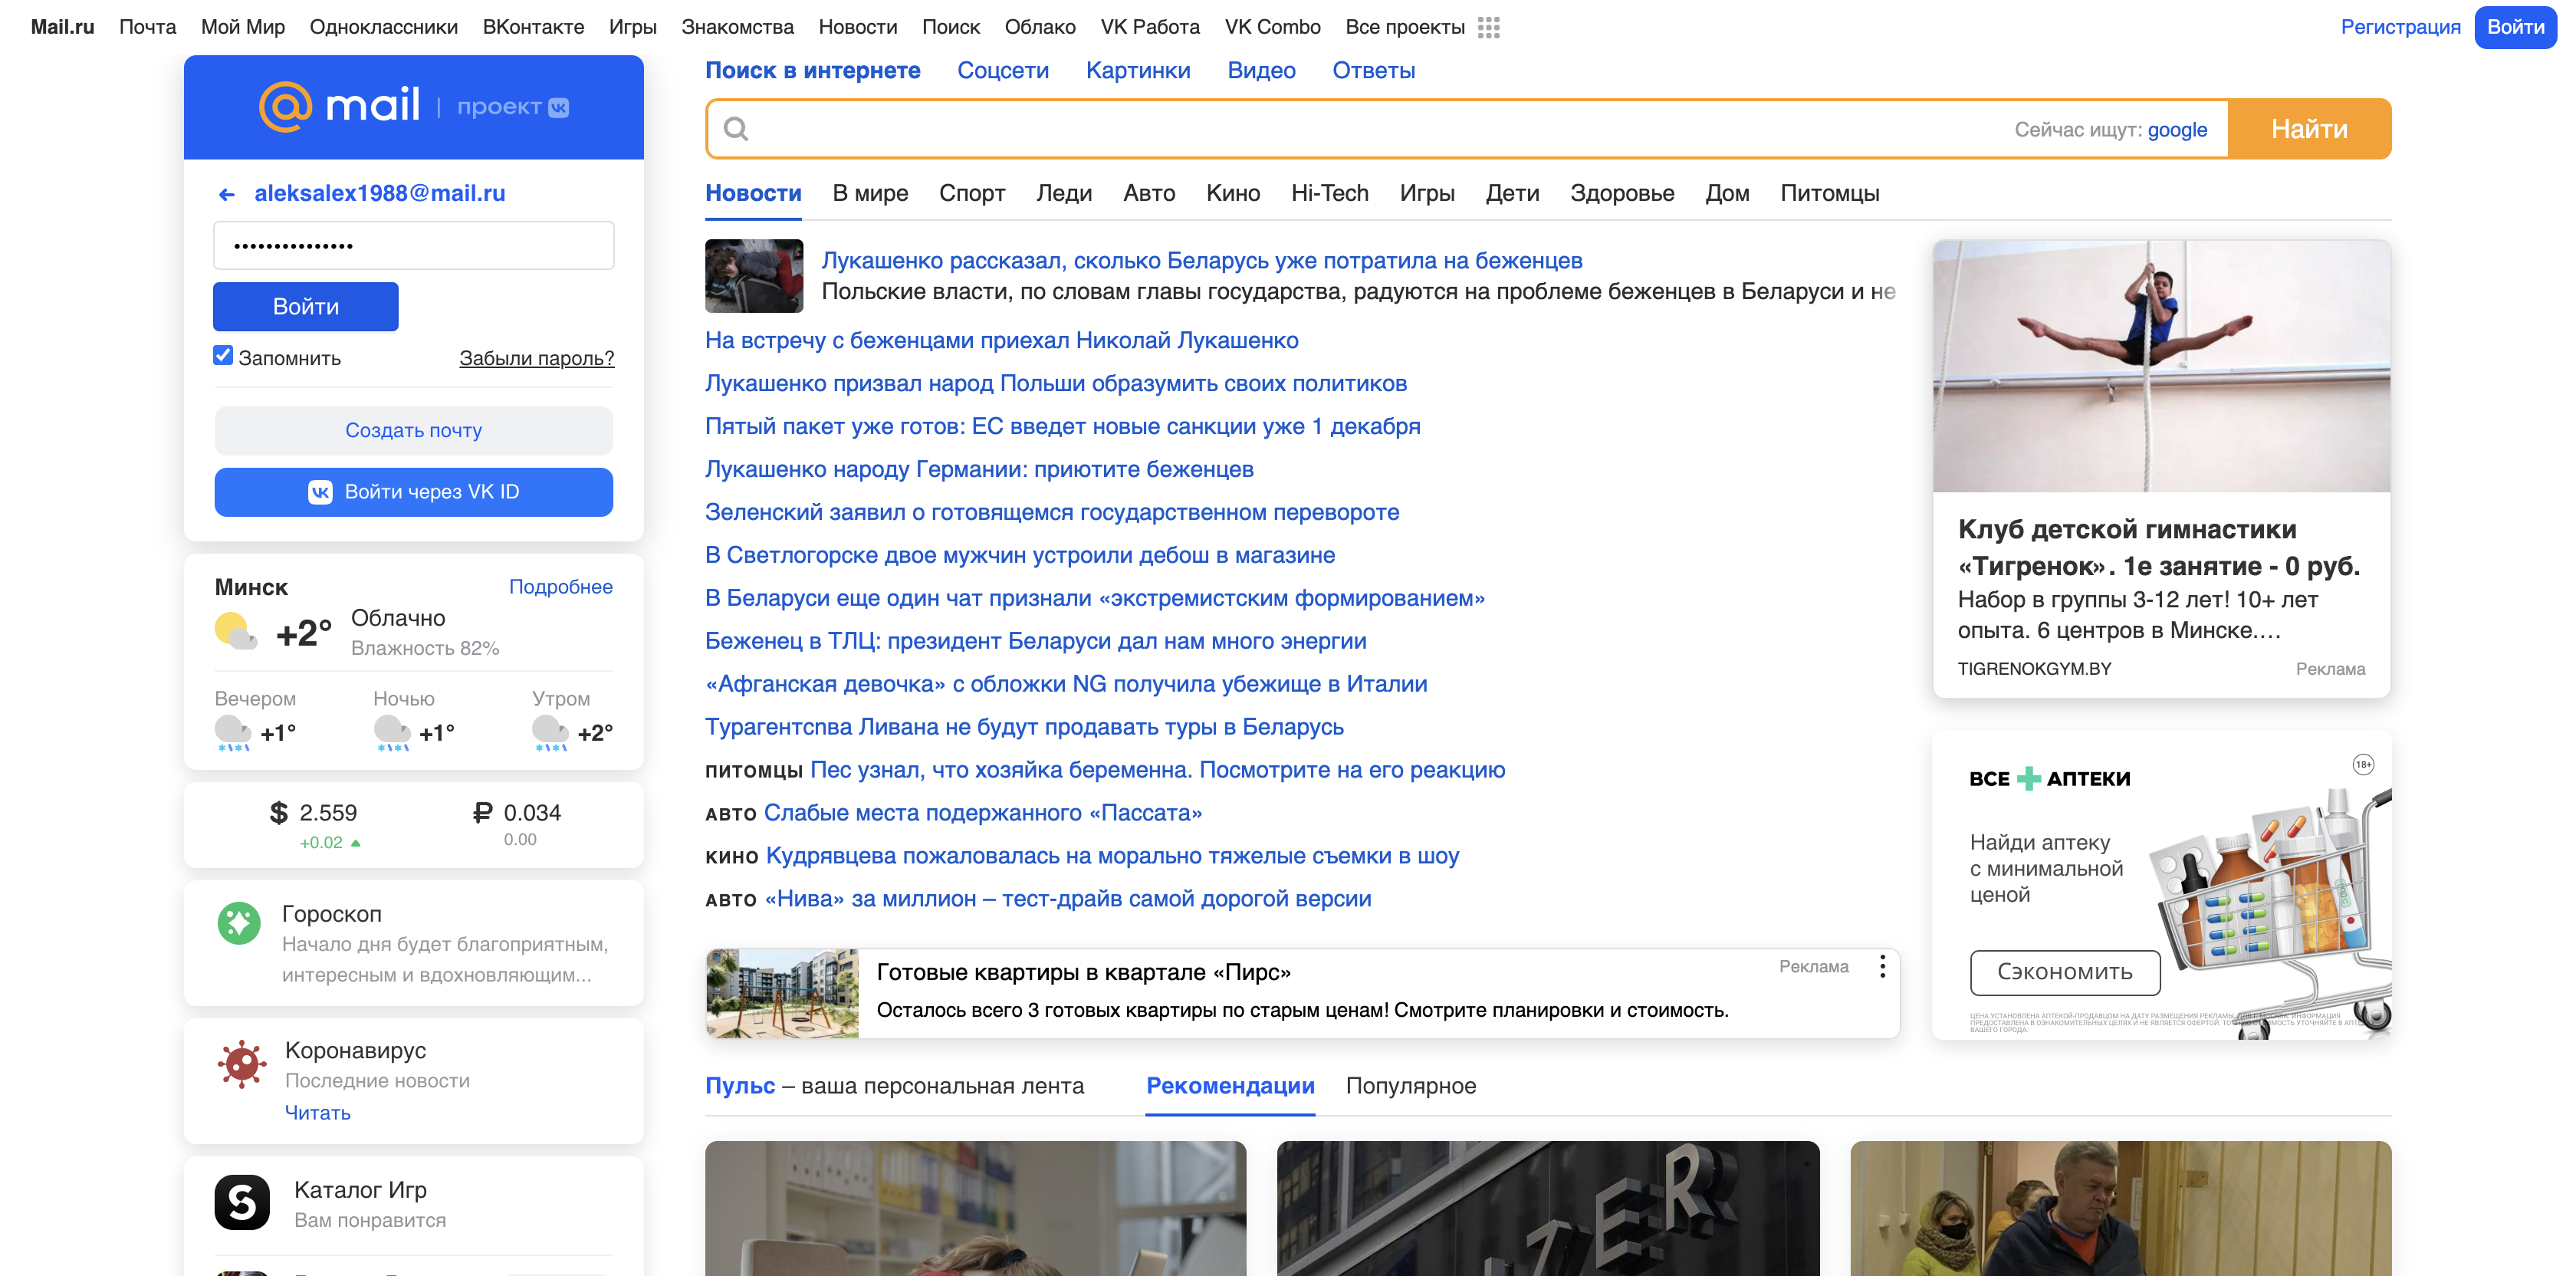 Mail.ru Почта Мой Мир Одноклассники ВКонтакте Игры Знакомства Новости Поиск Облако VK Работа VK Combo Все проекты Регистрация Войти
@mail | проект
aleksalex1988@mail.ru
Войти
Запомнить Забыли пароль?
Создать почту
Войти через VK ID
Минск Подробнее
+2° Облачно
Влажность 82%
Вечером Ночью Утром
+1° +1° +2°
$ 2.559 ₽ 0.034
+0.02 0.00
Гороскоп
Начало дня будет благоприятным,
интересным и вдохновляющим...
Коронавирус
Последние новости
Читать
Каталог Игр
Вам понравится
Поиск в интернете Соцсети Картинки Видео Ответы
Сейчас ищут: google Найти
Новости В мире Спорт Леди Авто Кино Hi-Tech Игры Дети Здоровье Дом Питомцы
Лукашенко рассказал, сколько Беларусь уже потратила на беженцев
Польские власти, по словам главы государства, радуются на проблеме беженцев в Беларуси и не
На встречу с беженцами приехал Николай Лукашенко
Лукашенко призвал народ Польши образумить своих политиков
Пятый пакет уже готов: ЕС введет новые санкции уже 1 декабря
Лукашенко народу Германии: приютите беженцев
Зеленский заявил о готовящемся государственном перевороте
В Светлогорске двое мужчин устроили дебош в магазине
В Беларуси еще один чат признали «экстремистским формированием»
Беженец в ТЛЦ: президент Беларуси дал нам много энергии
«Афганская девочка» с обложки NG получила убежище в Италии
Турагентспва Ливана не будут продавать туры в Беларусь
ПИТОМЦЫ Пес узнал, что хозяйка беременна. Посмотрите на его реакцию
АВТО Слабые места подержанного «Пассата»
КИНО Кудрявцева пожаловалась на морально тяжелые съемки в шоу
АВТО «Нива» за миллион – тест-драйв самой дорогой версии
Готовые квартиры в квартале «Пирс» Реклама
Осталось всего 3 готовых квартиры по старым ценам! Смотрите планировки и стоимость.
Клуб детской гимнастики
«Тигренок». 1е занятие - 0 руб.
Набор в группы 3-12 лет! 10+ лет
опыта. 6 центров в Минске....
TIGRENOKGYM.BY Реклама
18+
ВСЕ АПТЕКИ
Найди аптеку
с минимальной
ценой
Сэкономить
Пульс – ваша персональная лента Рекомендации Популярное